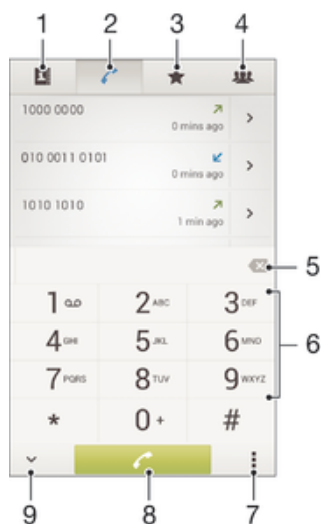 1 2 3 4
1000 0000
0 mins ago
010 0011 0101
0 mins ago
1010 1010
1 min ago
5
1 2 ABC 3 DEF
4 GHI 5 JKL 6 MNO
6
7 PQRS 8 TUV 9 WXYZ
* 0 + #
9 8 7